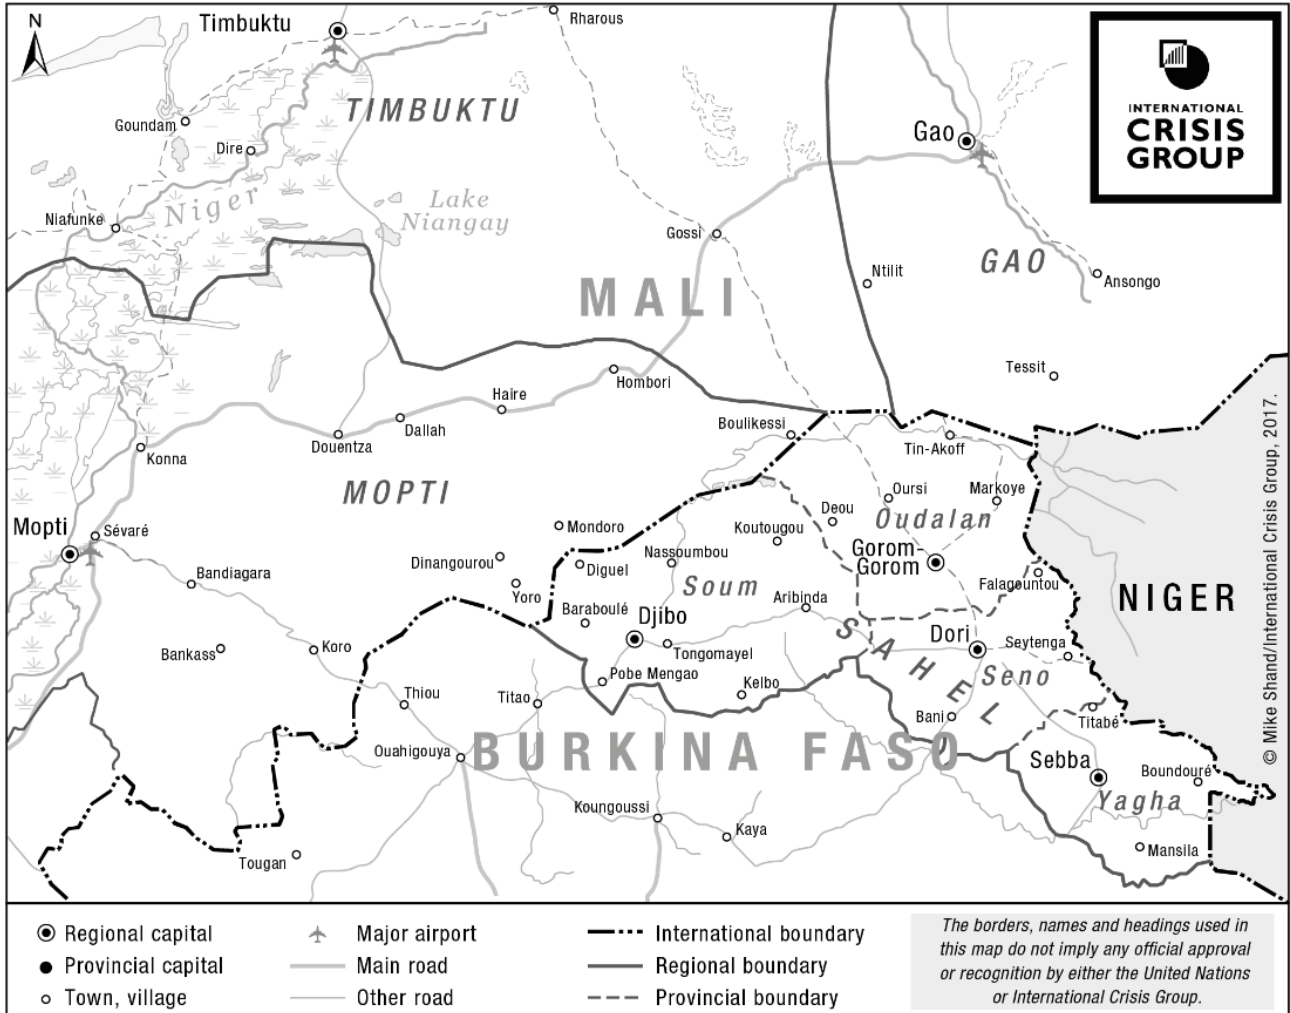 N
Timbuktu
Rharous
INTERNATIONAL
CRISIS
GROUP
TIMBUKTU
Goundam
Dire
Gao
Niger
Lake
Niangay
Niafunke
Gossi
GAO
Ntilit
Ansongo
MALI
Tessit
Hombori
Haire
Dallah
Douentza
Konna
Boulikessi
Tin-Akoff
MOPTI
Oursi
Markoye
Deou
Oudalan
Mopti
Sévaré
Mondoro
Koutougou
Nassoumbou
Gorom-
Gorom
Dinangourou
Diguel
Bandiagara
Yoro
Soum
Falagountou
NIGER
Baraboulé
Aribinda
Djibo
SAHEL
Dori
Seytenga
Bankass
Koro
Tongomayel
Pobe Mengao
Seno
Kelbo
Thiou
Titao
Bani
Titabé
Ouahigouya
BURKINA FASO
Sebba
Boundouré
Yagha
Koungoussi
Kaya
Mansila
Tougan
© Mike Shand/International Crisis Group, 2017.
Regional capital
Provincial capital
Town, village
Major airport
Main road
Other road
International boundary
Regional boundary
Provincial boundary
The borders, names and headings used in
this map do not imply any official approval
or recognition by either the United Nations
or International Crisis Group.